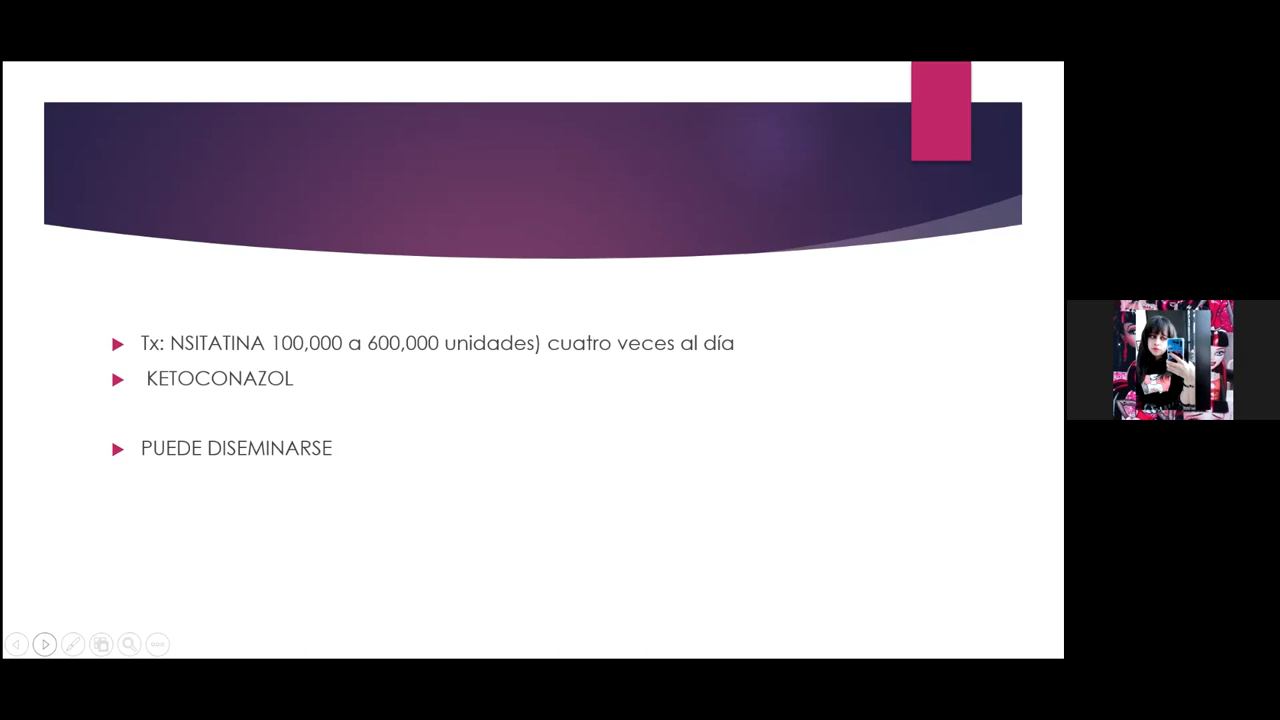 Tx: NSITATINA 100,000 a 600,000 unidades) cuatro veces al día
KETOCONAZOL
PUEDE DISEMINARSE